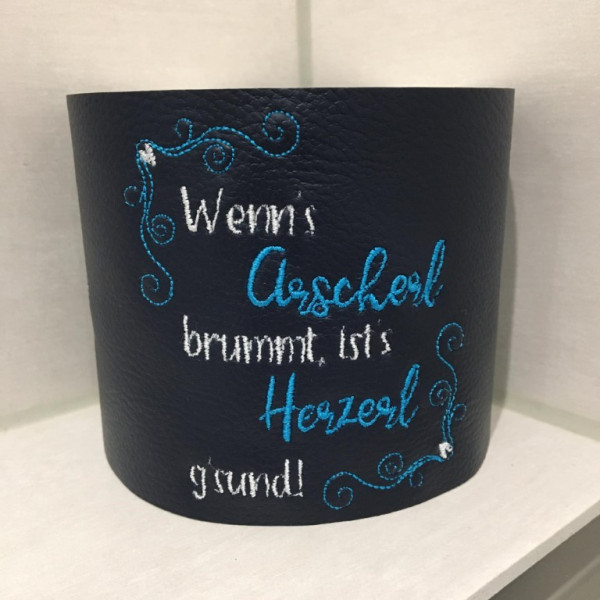 Wenn's
Arscherl
brummt, ist's
Herzerl
g'sund!